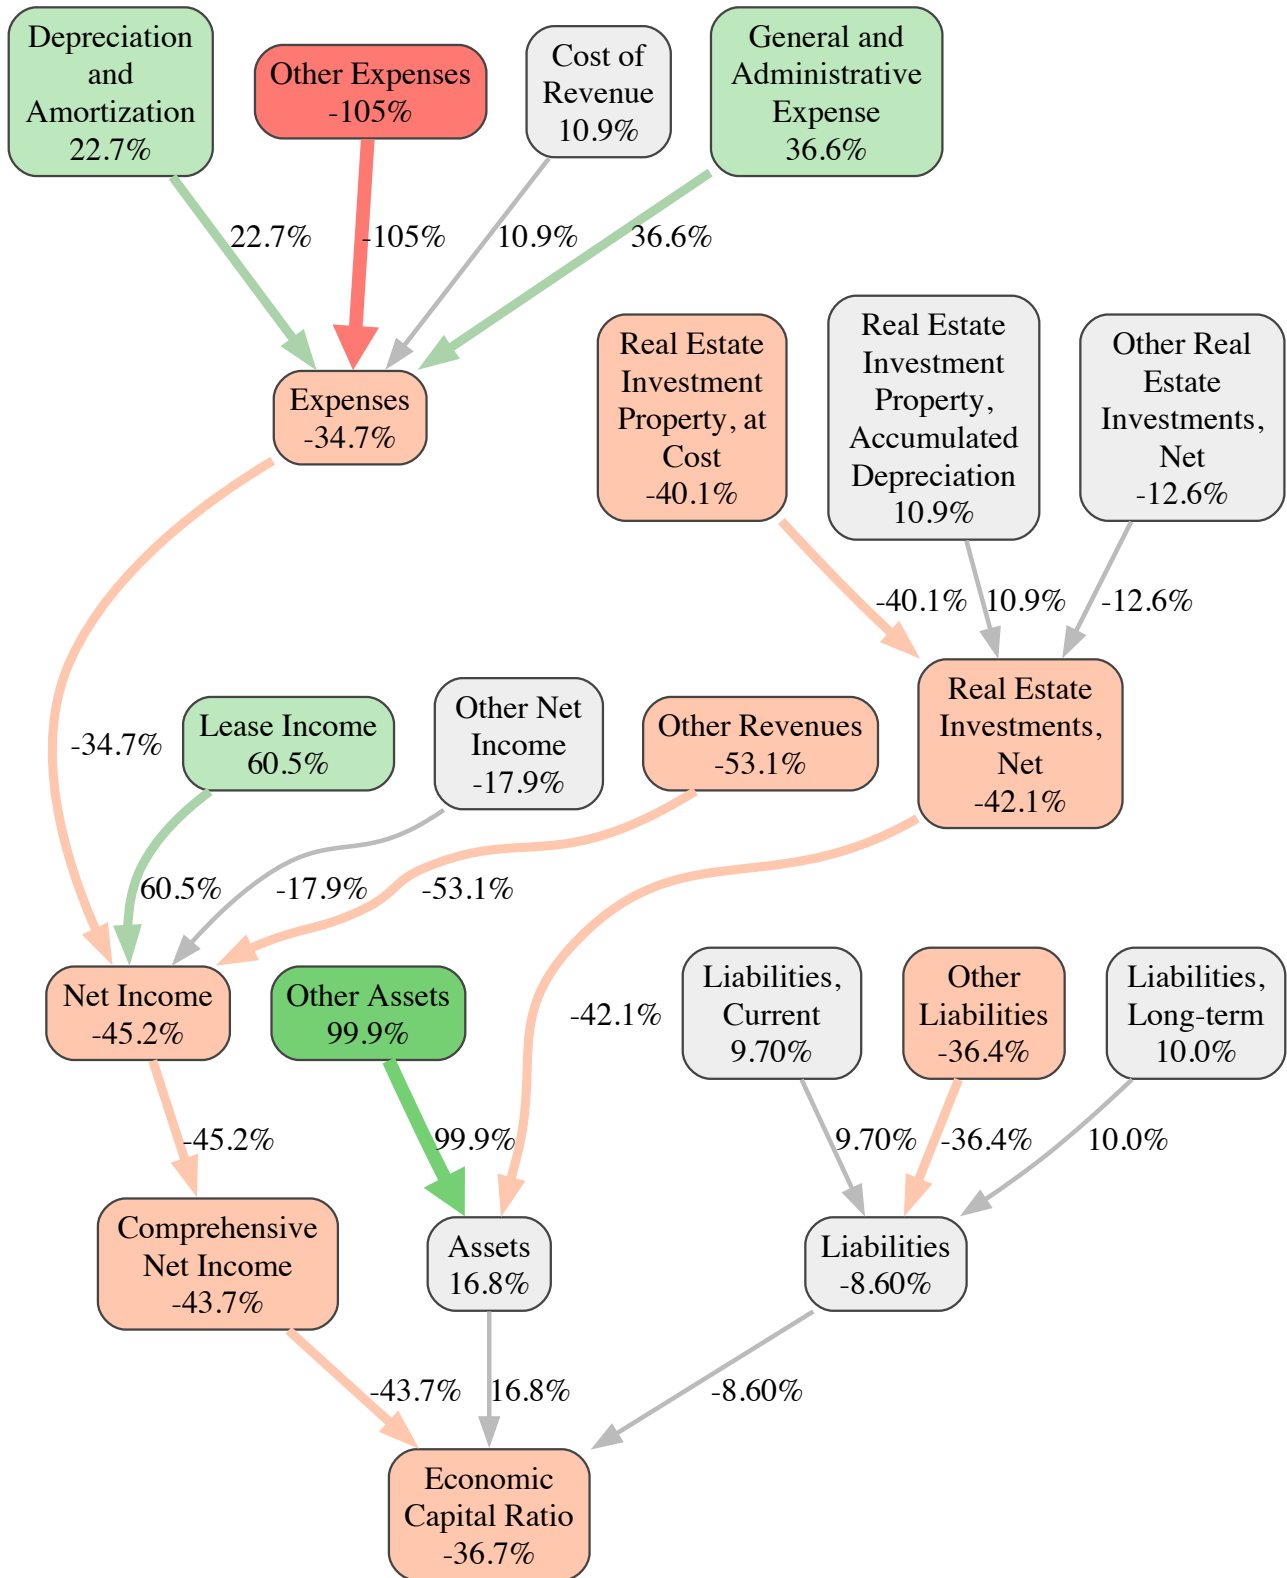 Depreciation
and
Amortization
22.7%
Other Expenses
-105%
Cost of
Revenue
10.9%
General and
Administrative
Expense
36.6%
22.7%
-105%
10.9%
36.6%
Expenses
-34.7%
Real Estate
Investment
Property, at
Cost
-40.1%
Real Estate
Investment
Property,
Accumulated
Depreciation
10.9%
Other Real
Estate
Investments,
Net
-12.6%
-40.1%
10.9%
-12.6%
-34.7%
Lease Income
60.5%
Other Net
Income
-17.9%
Other Revenues
-53.1%
Real Estate
Investments,
Net
-42.1%
60.5%
-17.9%
-53.1%
Net Income
-45.2%
Other Assets
99.9%
-42.1%
Liabilities,
Current
9.70%
Other
Liabilities
-36.4%
Liabilities,
Long-term
10.0%
-45.2%
99.9%
9.70%
-36.4%
10.0%
Comprehensive
Net Income
-43.7%
Assets
16.8%
Liabilities
-8.60%
-43.7%
16.8%
-8.60%
Economic
Capital Ratio
-36.7%